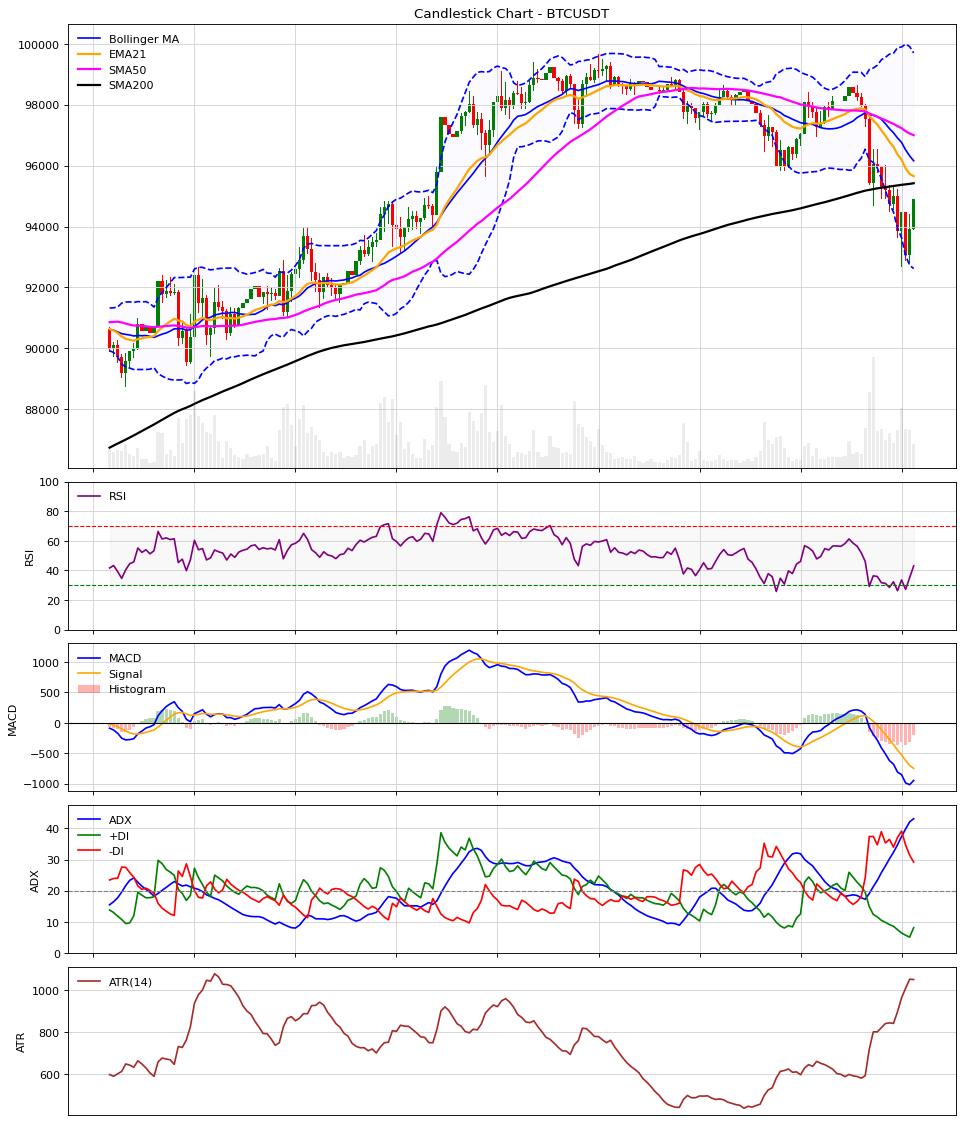 Candlestick Chart - BTCUSDT
Bollinger MA
EMA21
SMA50
SMA200
100000
98000
96000
94000
92000
90000
88000
RSI
RSI
100
80
60
40
20
0
MACD
Signal
Histogram
MACD
1000
500
0
−500
−1000
ADX
+DI
-DI
ADX
40
30
20
10
0
ATR(14)
ATR
1000
800
600